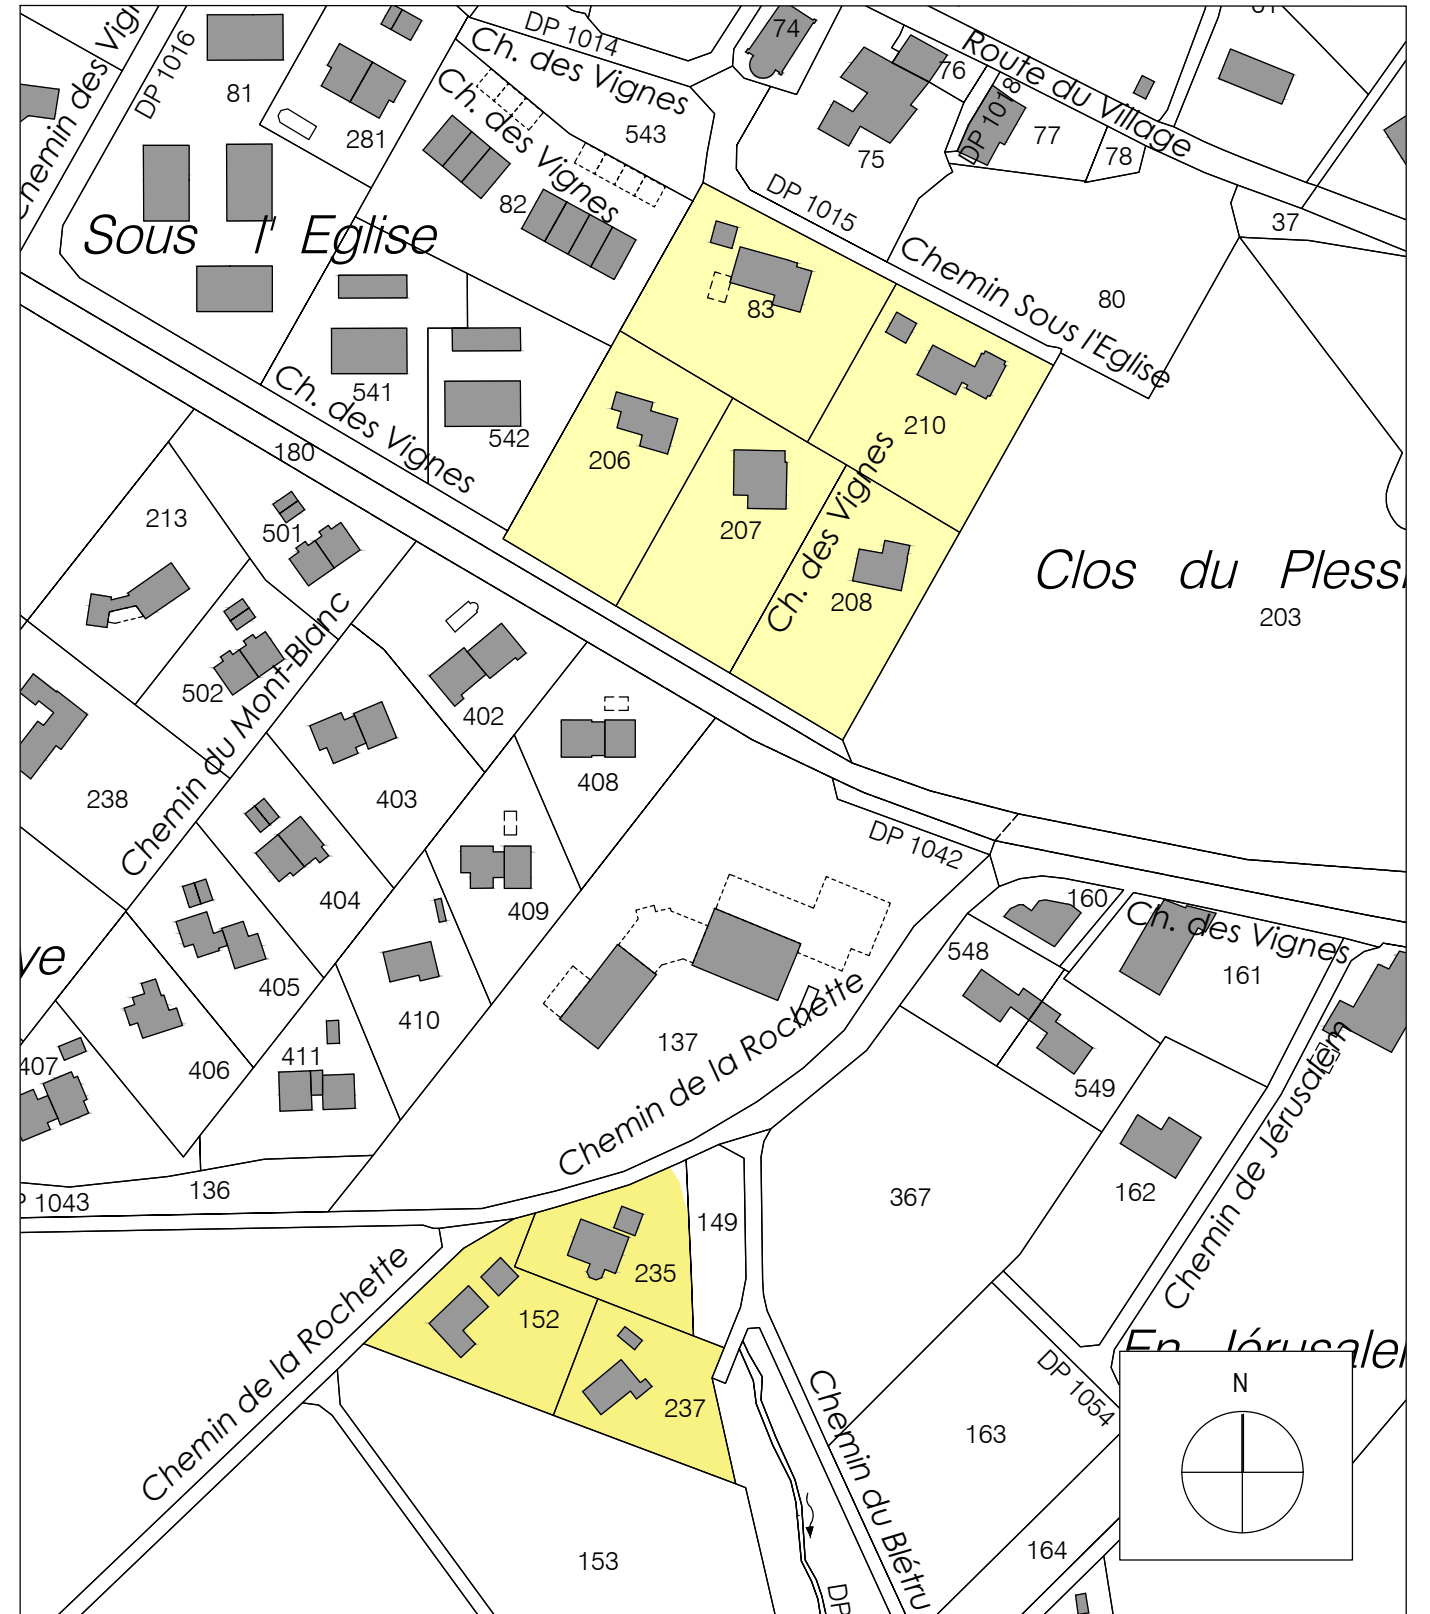 DP 1014
Ch. des Vignes
74
Route du Village
76
DP 1018
77
78
75
DP 1016
81
281
Ch. des Vignes
543
82
DP 1015
37
Sous l' Eglise
Chemin Sous l'Eglise
80
83
210
541
542
Ch. des Vignes
180
206
207
Ch. des Vignes
208
Clos du Plessi
203
213
501
502
Chemin du Mont-Blanc
402
403
408
238
404
409
DP 1042
160
Ch. des Vignes
161
548
405
410
137
Chemin de la Rochette
549
406
407
411
162
Chemin de Jérusalem
136
P 1043
367
149
235
152
237
Chemin de la Rochette
DP 1054
En Jérusale
N
163
Chemin du Blétru
164
153
DP